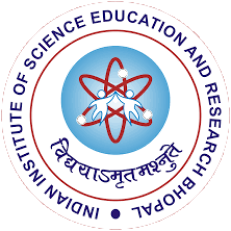 INDIAN INSTITUTE OF SCIENCE EDUCATION AND RESEARCH BHOPAL
विद्ययाऽमृतमश्नुते